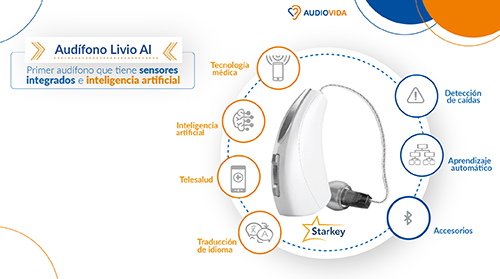 AUDIOVIDA
Audífono Livio AI
Primer audífono que tiene sensores
integrados e inteligencia artificial
Tecnología
médica
Inteligencia
artificial
Telesalud
Traducción
de idioma
Detección
de caídas
Aprendizaje
automático
Accesorios
Starkey